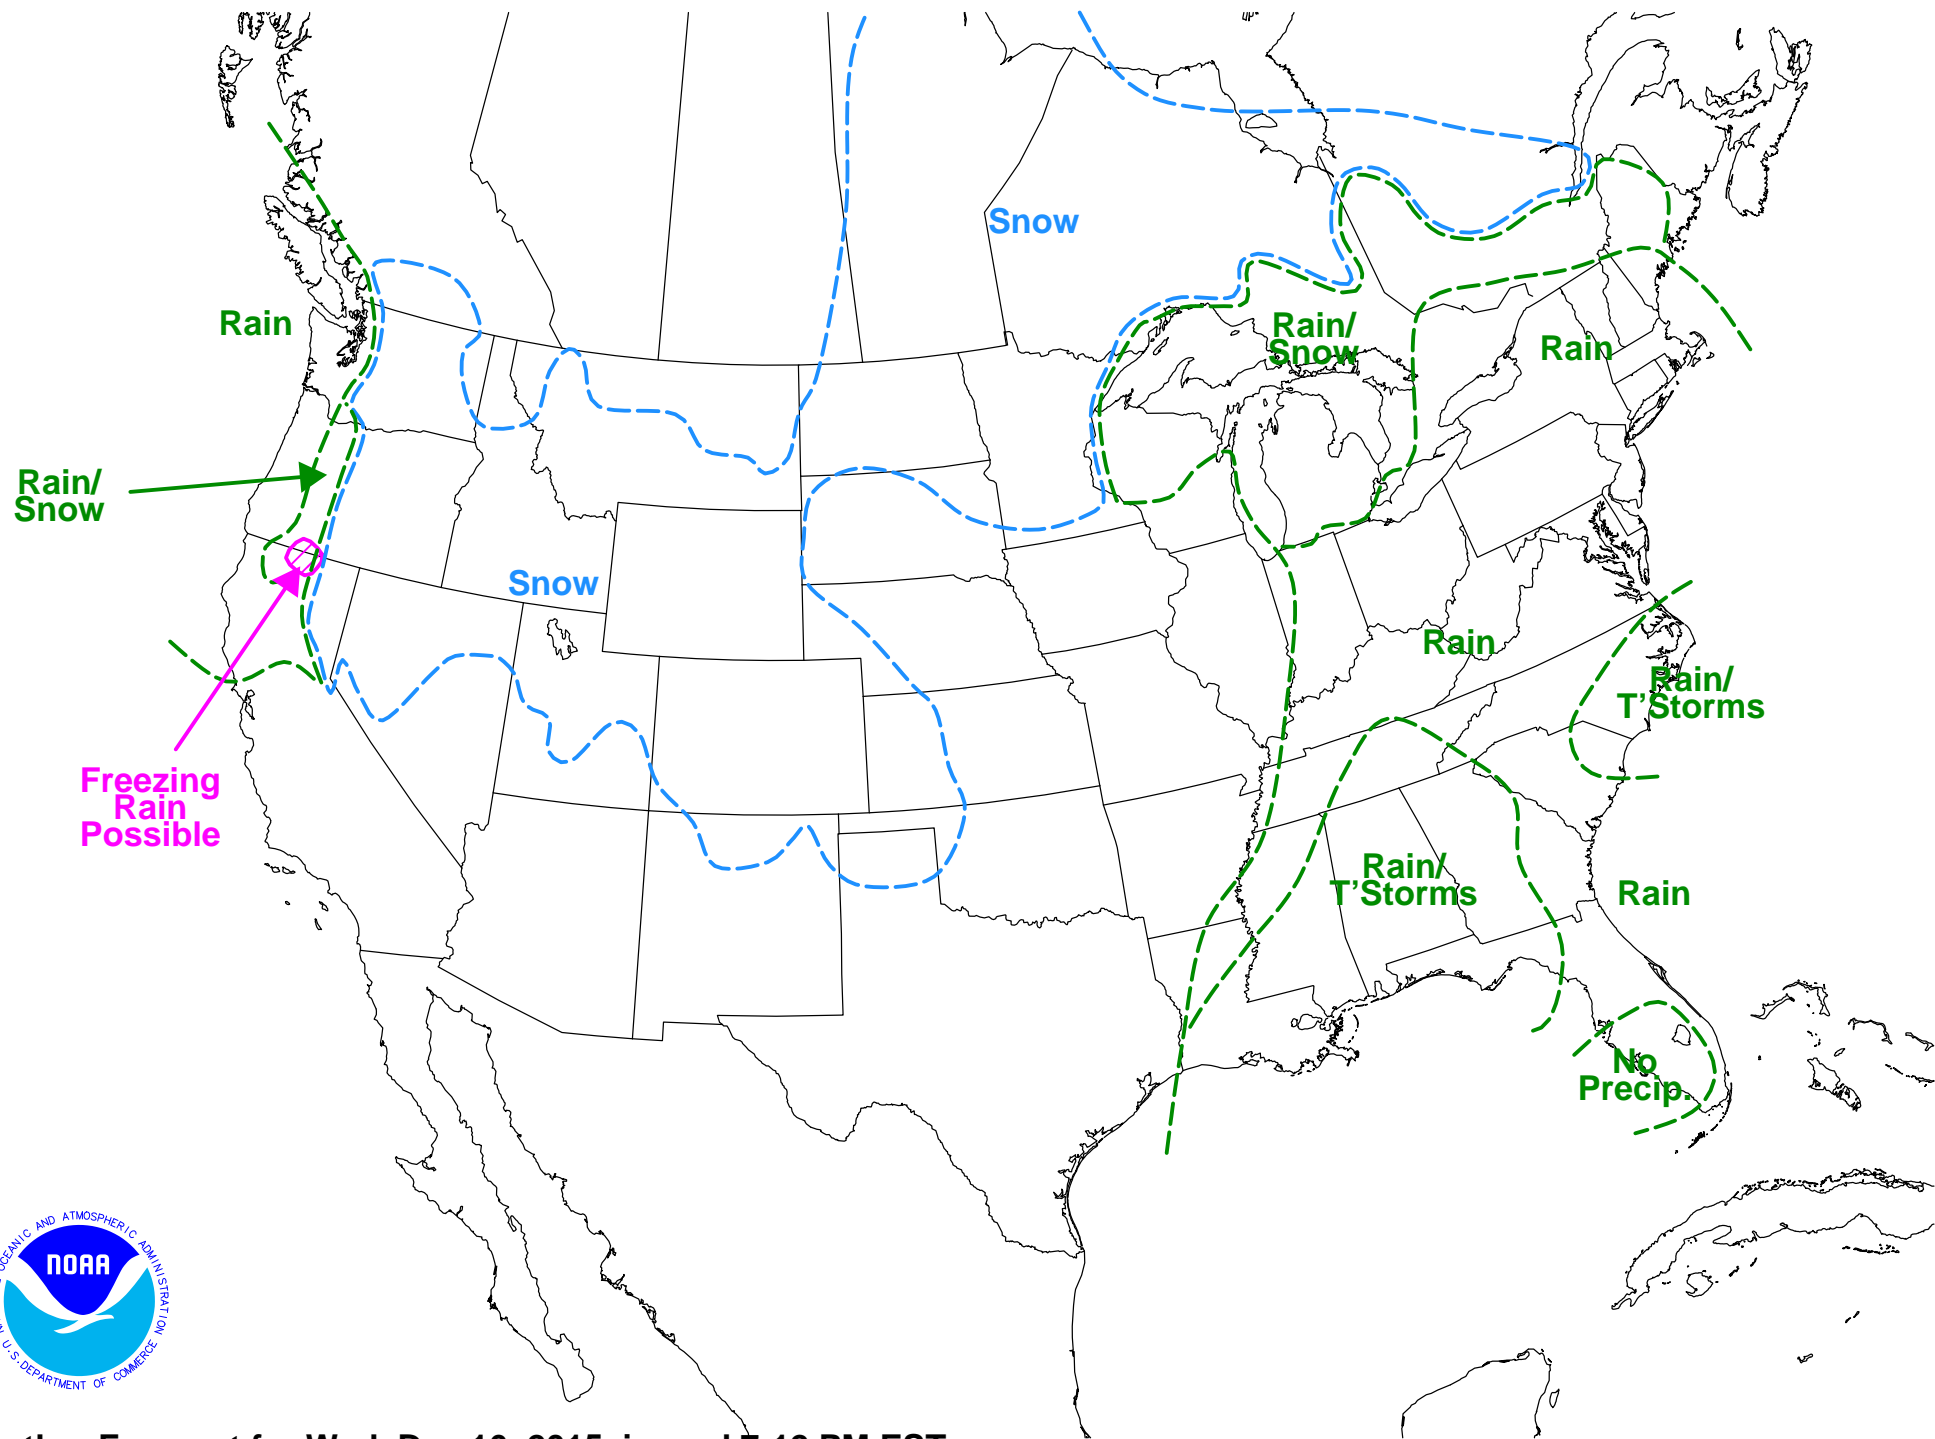 Snow
Rain
Rain/
Snow
Rain
Rain/
Snow
Snow
Rain
Rain/
T'Storms
Freezing
Rain
Possible
Rain/
T'Storms
Rain
No
Precip.
OCEANIC AND ATMOSPHERIC ADMINISTRATION
NOAA
U.S. DEPARTMENT OF COMMERCE